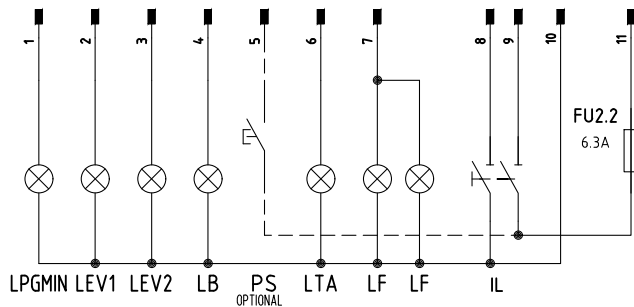 1 2 3 4 5 6 7 8 9 10 11
FU2.2
6.3A
LPGMIN LEV1 LEV2 LB PS LTA LF LF IL
OPTIONAL